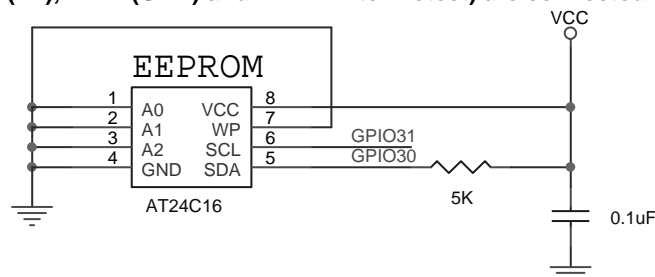 VCC
EEPROM
1 A0 VCC 8
2 A1 WP 7
3 A2 SCL 6 GPIO31
4 GND SDA 5 GPIO30
AT24C16
5K
0.1uF